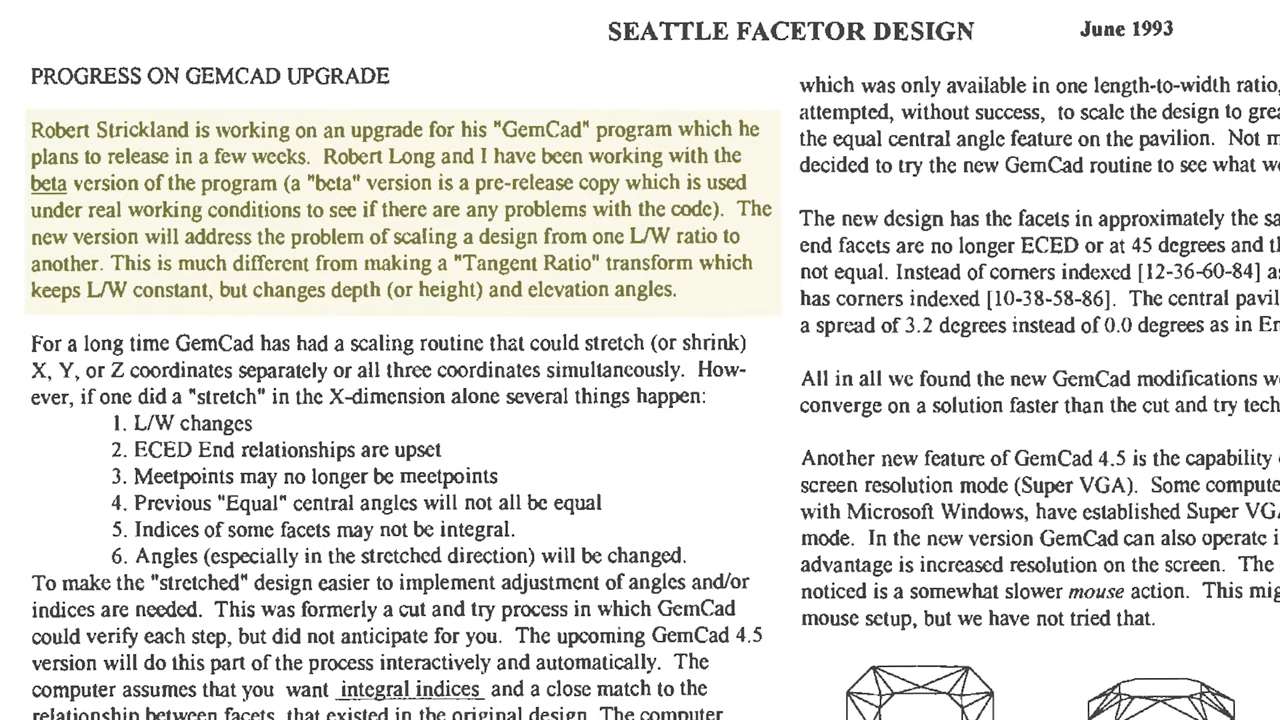 SEATTLE FACETOR DESIGN June 1993
PROGRESS ON GEMCAD UPGRADE
Robert Strickland is working on an upgrade for his "GemCad" program which he
plans to release in a few weeks. Robert Long and I have been working with the
beta version of the program (a "beta" version is a pre-release copy which is used
under real working conditions to see if there are any problems with the code). The
new version will address the problem of scaling a design from one L/W ratio to
another. This is much different from making a "Tangent Ratio" transform which
keeps L/W constant, but changes depth (or height) and elevation angles.
For a long time GemCad has had a scaling routine that could stretch (or shrink)
X, Y, or Z coordinates separately or all three coordinates simultaneously. How-
ever, if one did a "stretch" in the X-dimension alone several things happen:
1. L/W changes
2. ECED End relationships are upset
3. Meetpoints may no longer be meetpoints
4. Previous "Equal" central angles will not all be equal
5. Indices of some facets may not be integral.
6. Angles (especially in the stretched direction) will be changed.
To make the "stretched" design easier to implement adjustment of angles and/or
indices are needed. This was formerly a cut and try process in which GemCad
could verify each step, but did not anticipate for you. The upcoming GemCad 4.5
version will do this part of the process interactively and automatically. The
computer assumes that you want integral indices and a close match to the
relationship between facets that existed in the original design. The computer
which was only available in one length-to-width ratio,
attempted, without success, to scale the design to
the equal central angle feature on the pavilion. Not
decided to try the new GemCad routine to see what
The new design has the facets in approximately the
end facets are no longer ECED or at 45 degrees and
not equal. Instead of corners indexed [12-36-60-84]
has corners indexed [10-38-58-86]. The central
a spread of 3.2 degrees instead of 0.0 degrees as in
All in all we found the new GemCad modifications
converge on a solution faster than the cut and try
Another new feature of GemCad 4.5 is the capability
screen resolution mode (Super VGA). Some
with Microsoft Windows, have established Super
mode. In the new version GemCad can also operate
advantage is increased resolution on the screen. The
noticed is a somewhat slower mouse action. This
mouse setup, but we have not tried that.